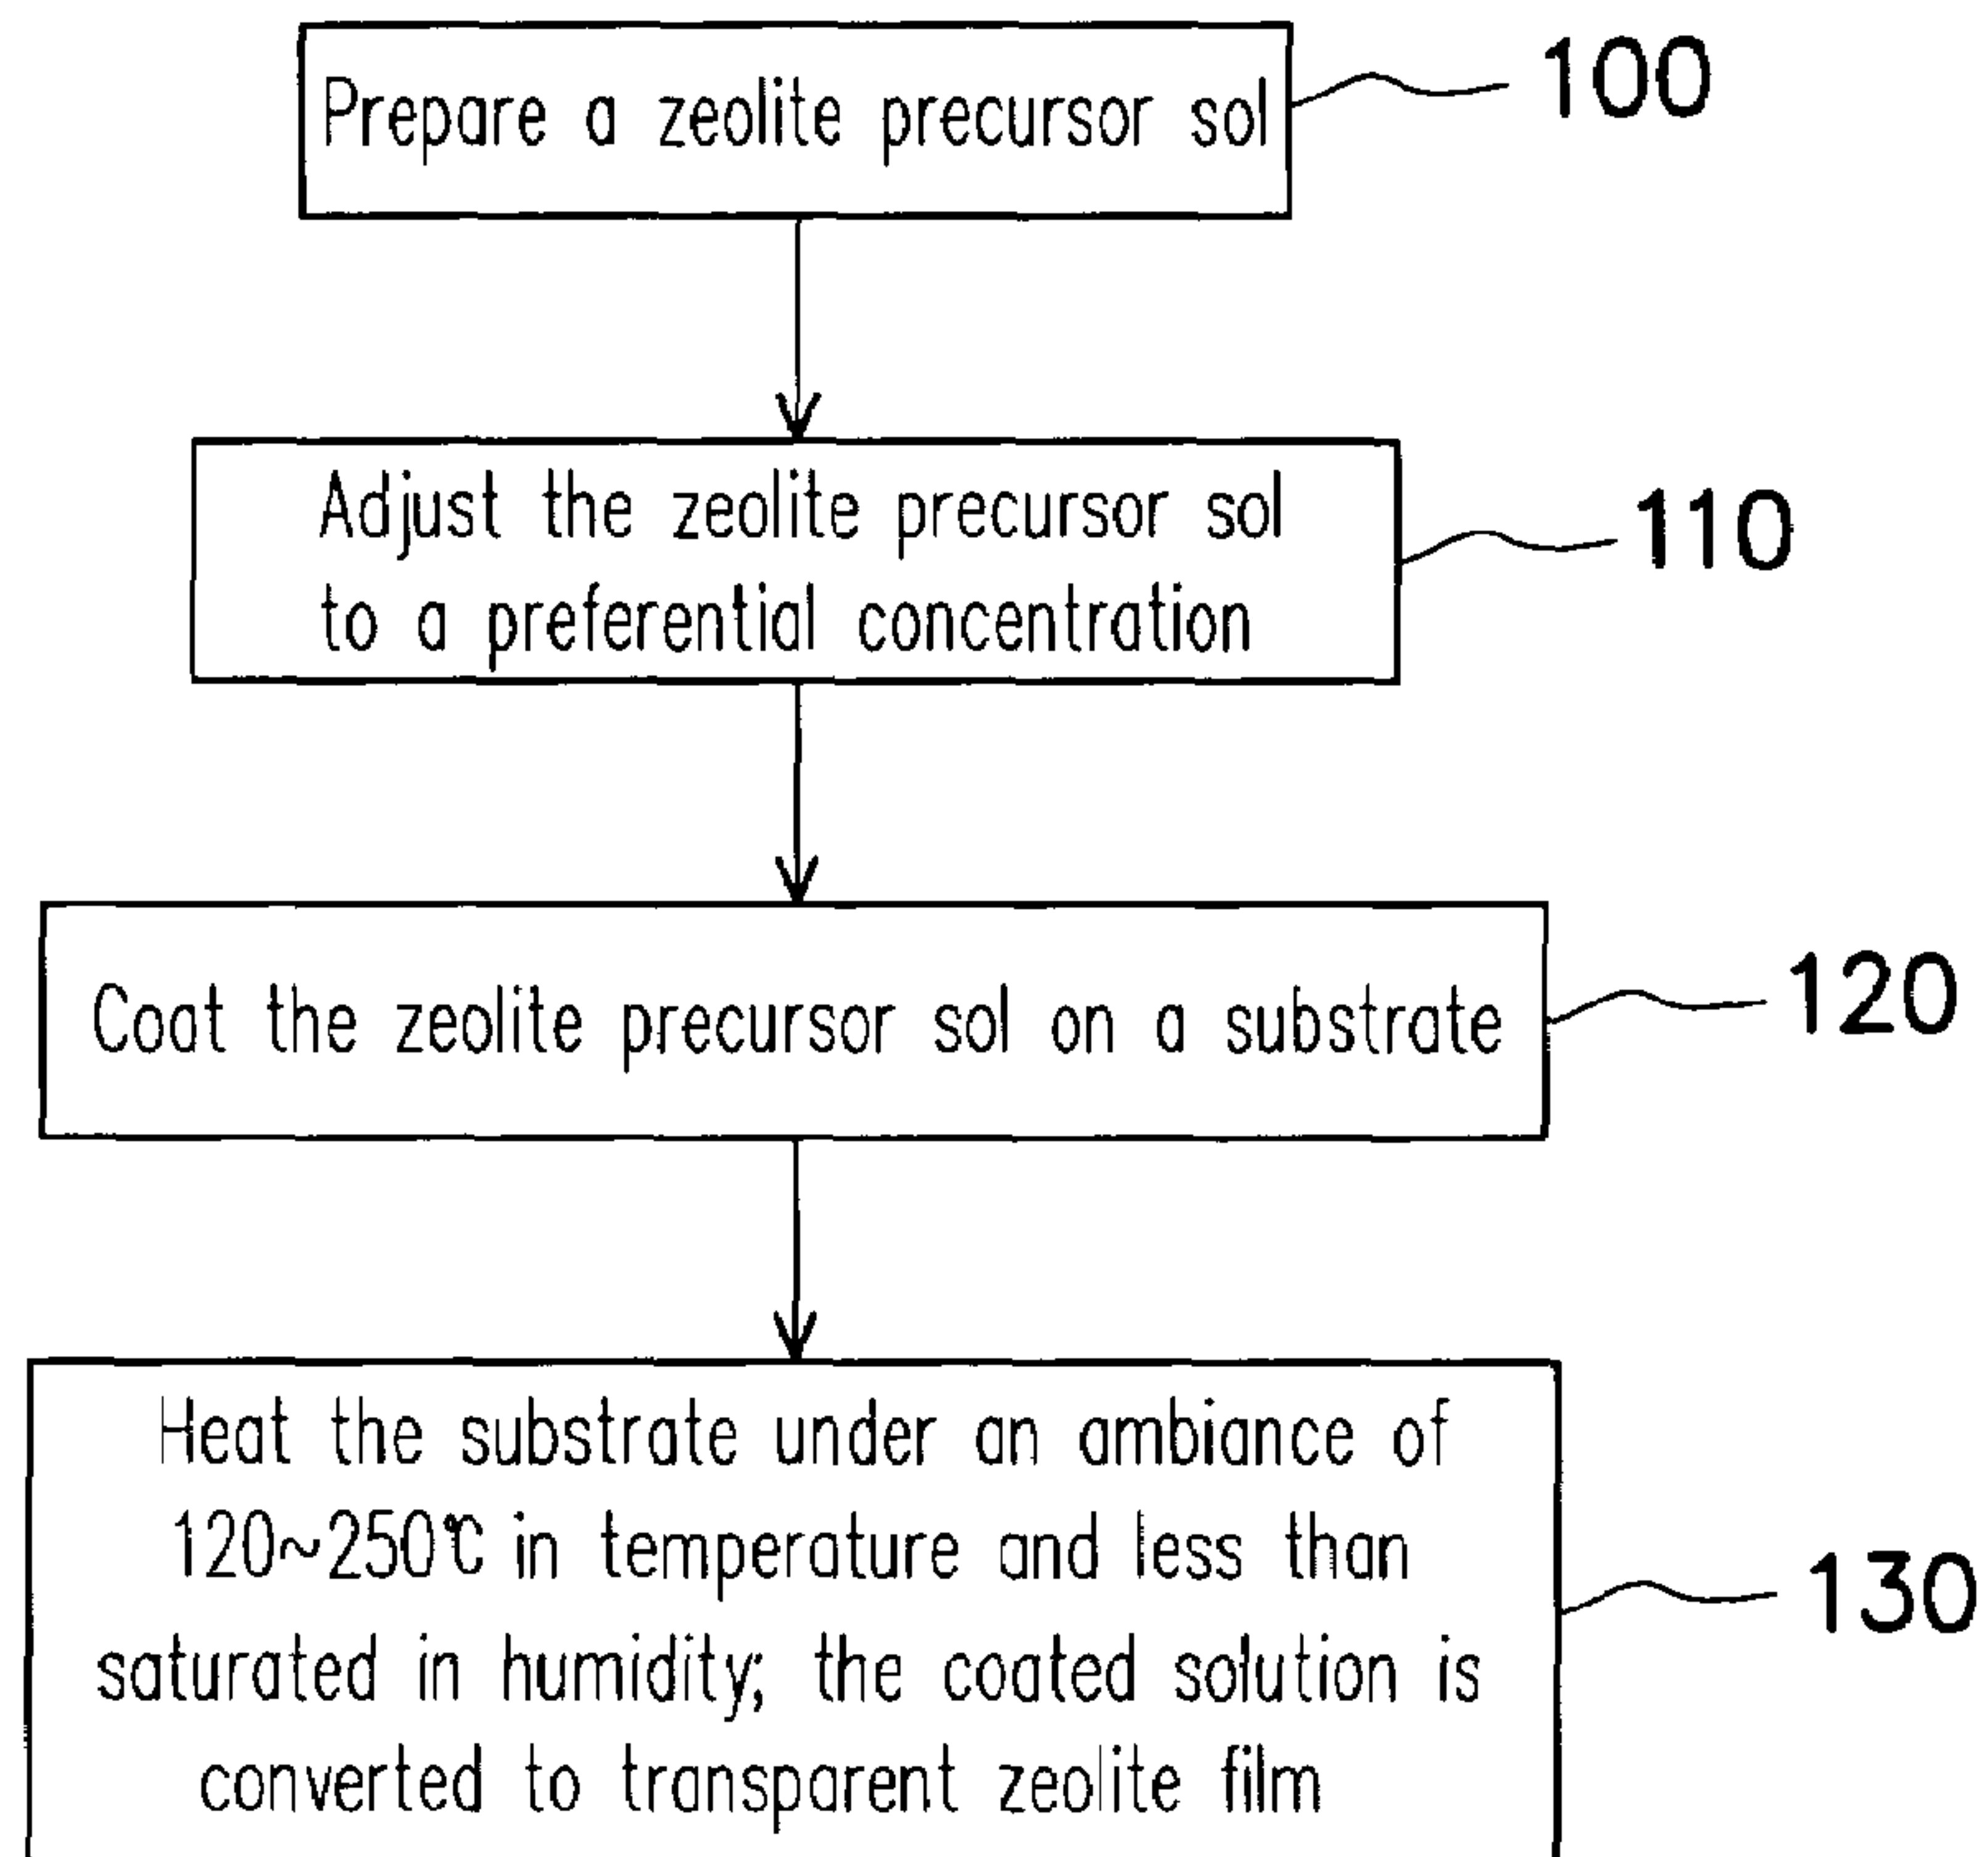 Prepare a zeolite precursor sol
100
Adjust the zeolite precursor sol
to a preferential concentration
110
Coat the zeolite precursor sol on a substrate
120
Heat the substrate under an ambiance of
120~250℃ in temperature and less than
saturated in humidity; the coated solution is
converted to transparent zeolite film
130